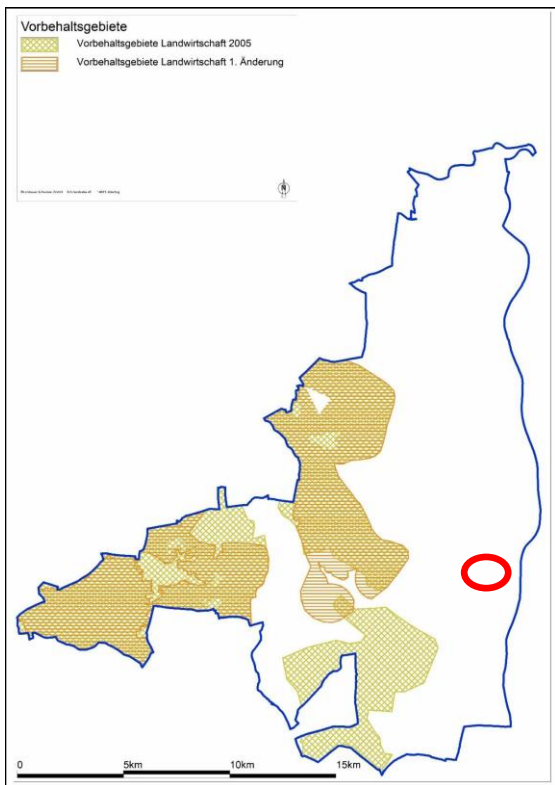 Vorbehaltsgebiete
Vorbehaltsgebiete Landwirtschaft 2005
Vorbehaltsgebiete Landwirtschaft 1. Änderung
N
0 5km 10km 15km